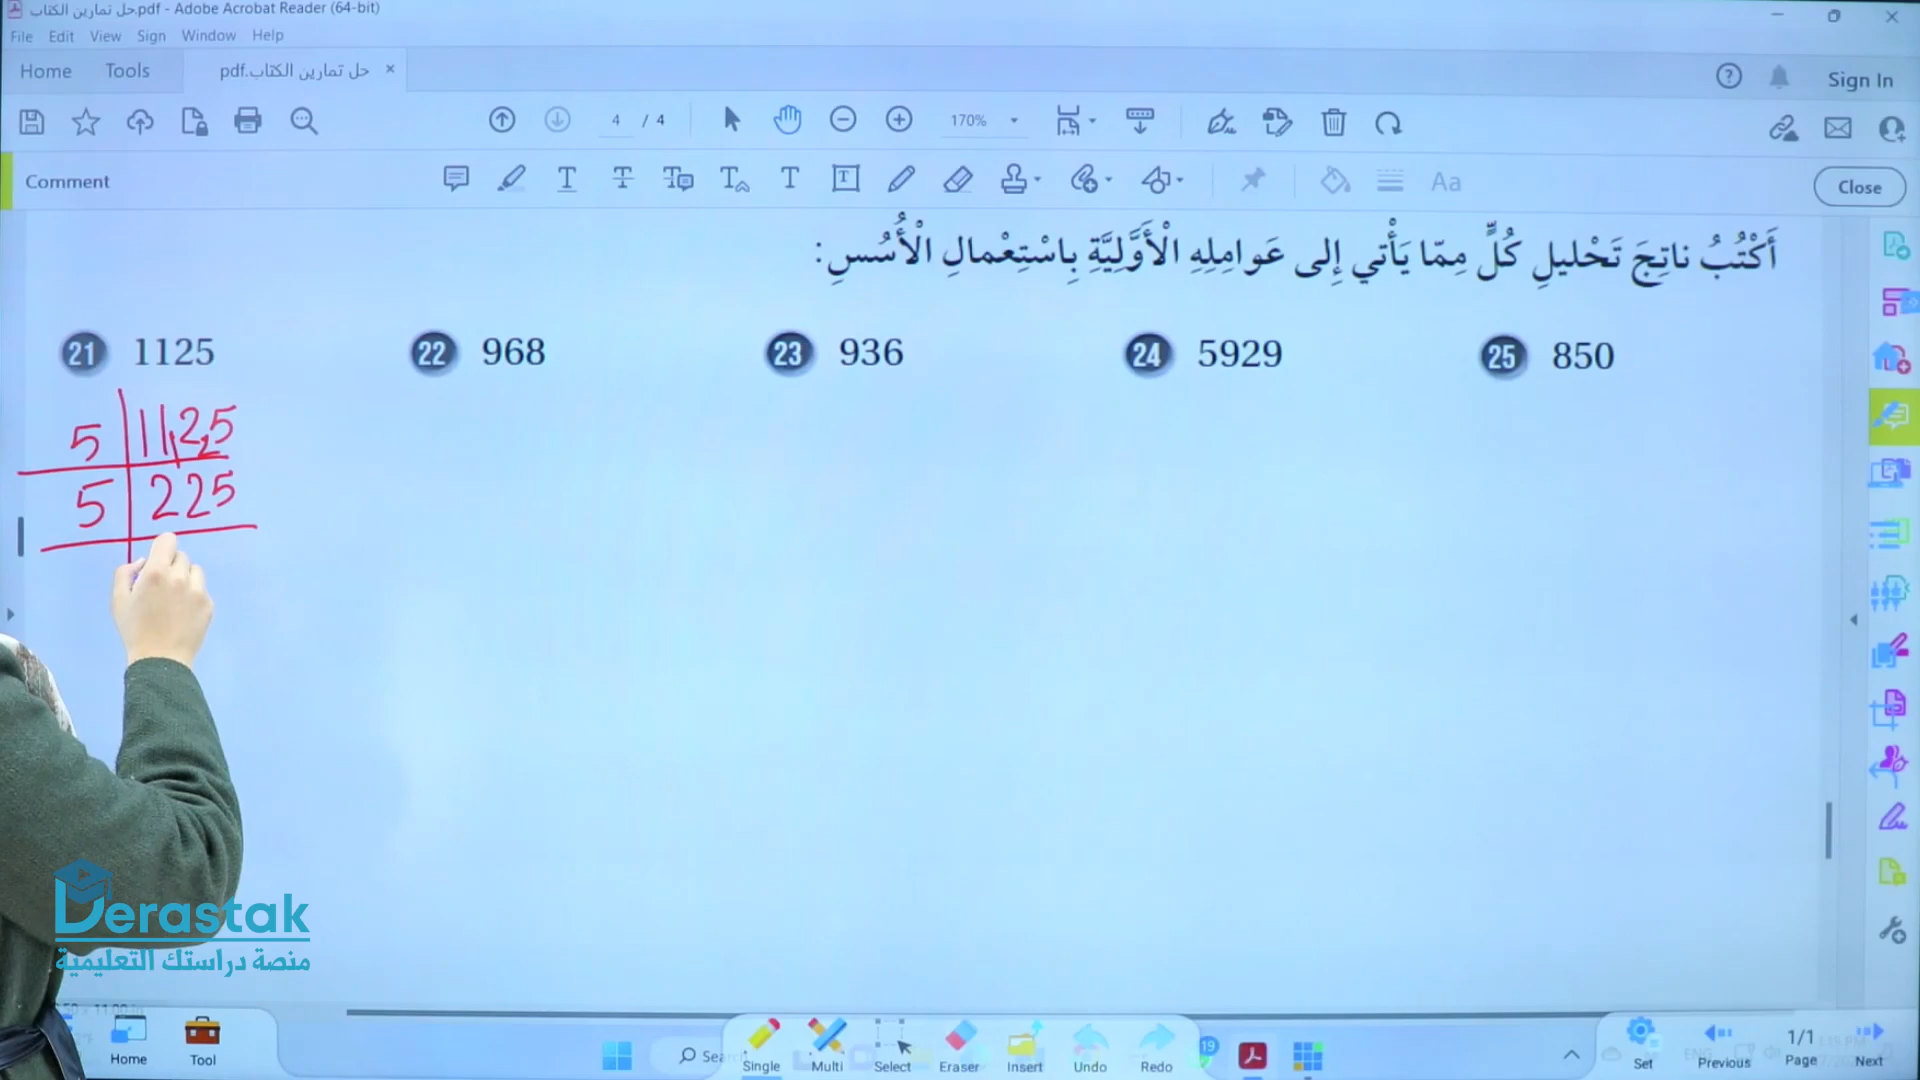 حل تمارين الكتاب.pdf - Adobe Acrobat Reader (64-bit)
File Edit View Sign Window Help
Home Tools حل تمارين الكتاب.pdf × Sign In
4 / 4 170%
Comment Close
أَكْتُبُ ناتِجَ تَحْليلِ كُلٍّ مِمّا يَأْتي إِلى عَوامِلِهِ الْأَوَّلِيَّةِ بِاسْتِعْمالِ الْأُسُسِ:
21 1125 22 968 23 936 24 5929 25 850
5 1125
5 225
Derastak
منصة دراستك التعليمية
Home Tool Single Multi Select Eraser Insert Undo Redo 19 Set Previous 1/1 Page Next